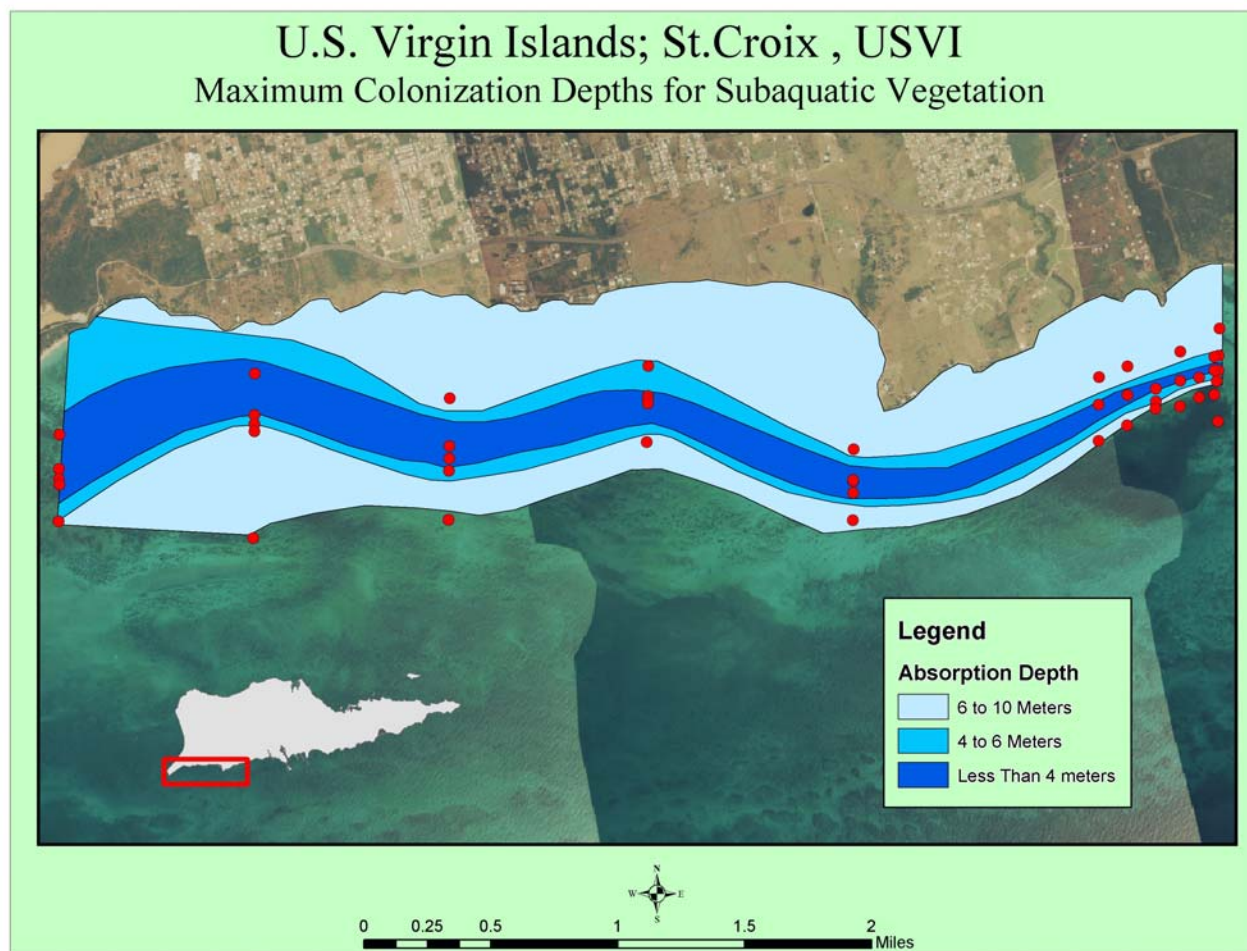 U.S. Virgin Islands; St.Croix , USVI
Maximum Colonization Depths for Subaquatic Vegetation
Legend
Absorption Depth
6 to 10 Meters
4 to 6 Meters
Less Than 4 meters
N
W E
S
0 0.25 0.5 1 1.5 2
Miles